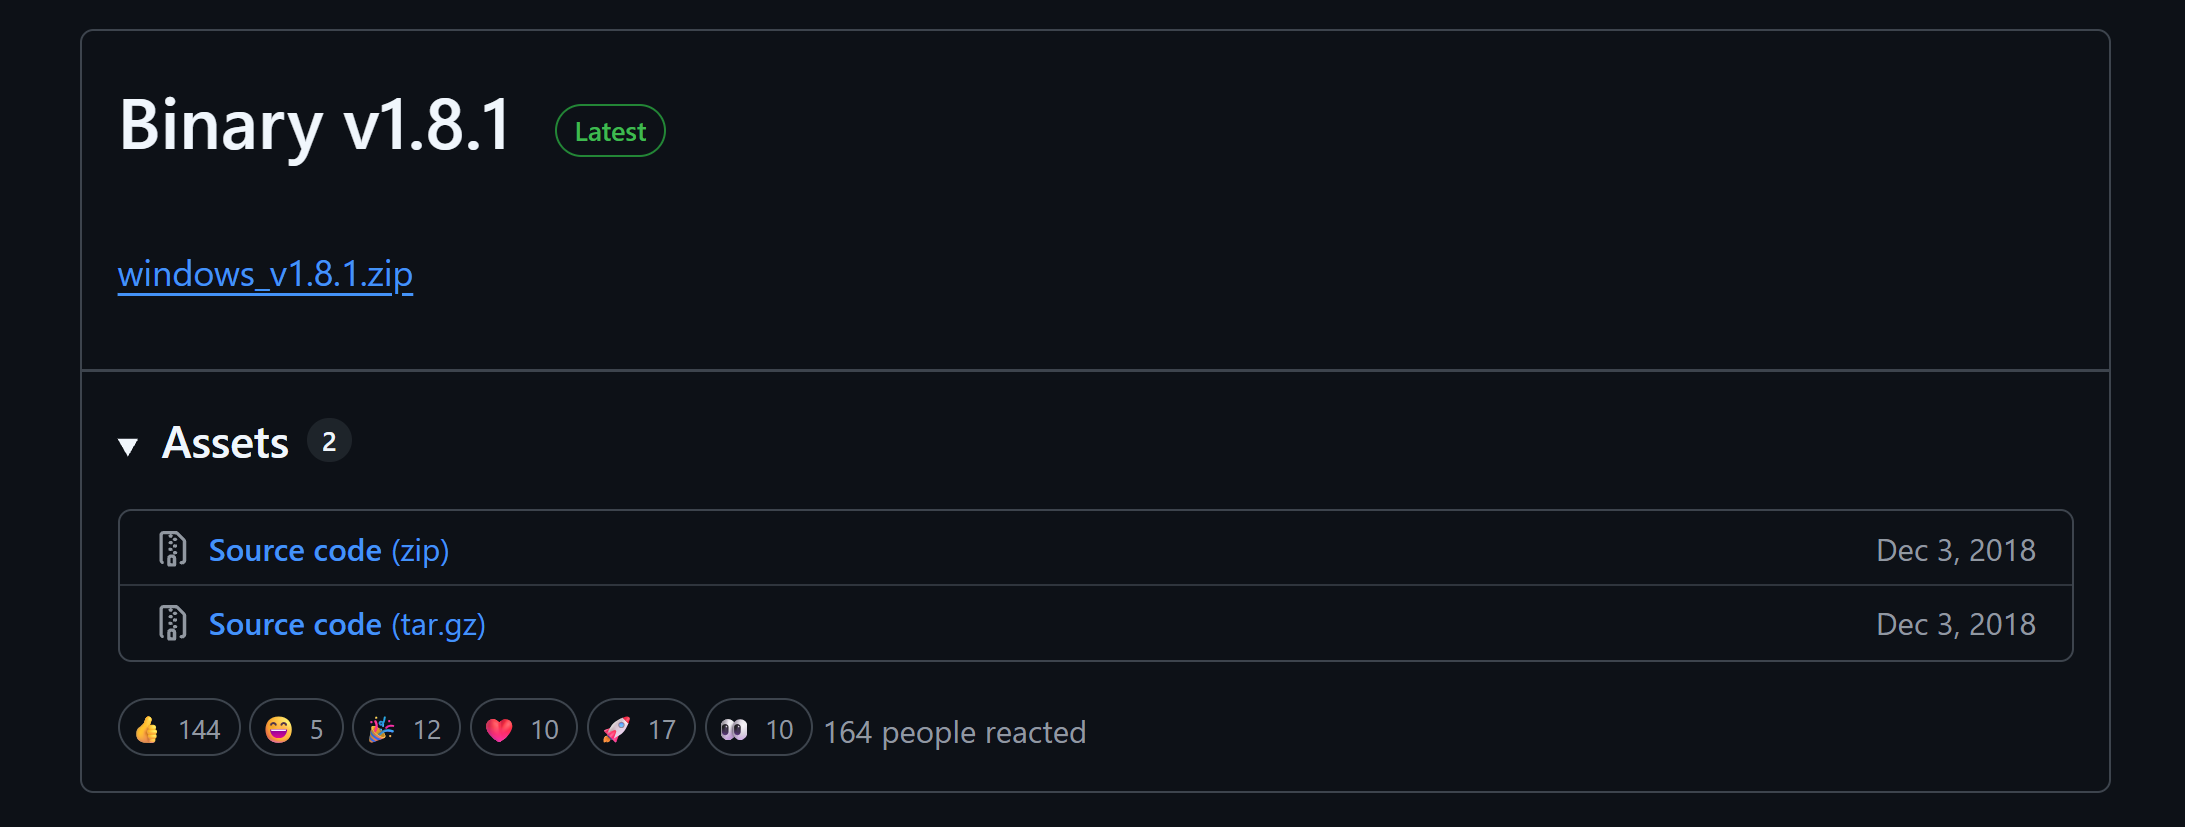 Binary v1.8.1 Latest
windows_v1.8.1.zip
Assets 2
Source code (zip) Dec 3, 2018
Source code (tar.gz) Dec 3, 2018
👍 144 😄 5 🎉 12 ❤️ 10 🚀 17 👀 10 164 people reacted